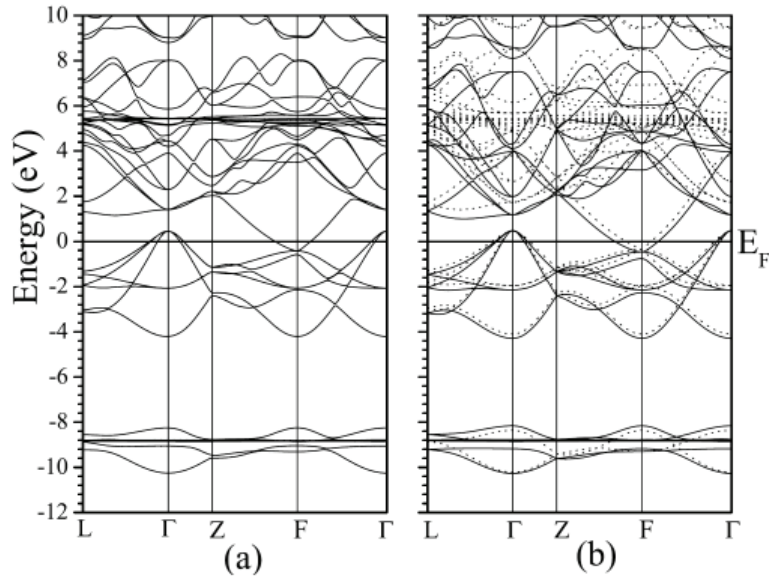 10
8
6
4
2
0
-2
-4
-6
-8
-10
-12
Energy (eV)
L Γ Z F Γ
(a)
L Γ Z F Γ
(b)
E_F